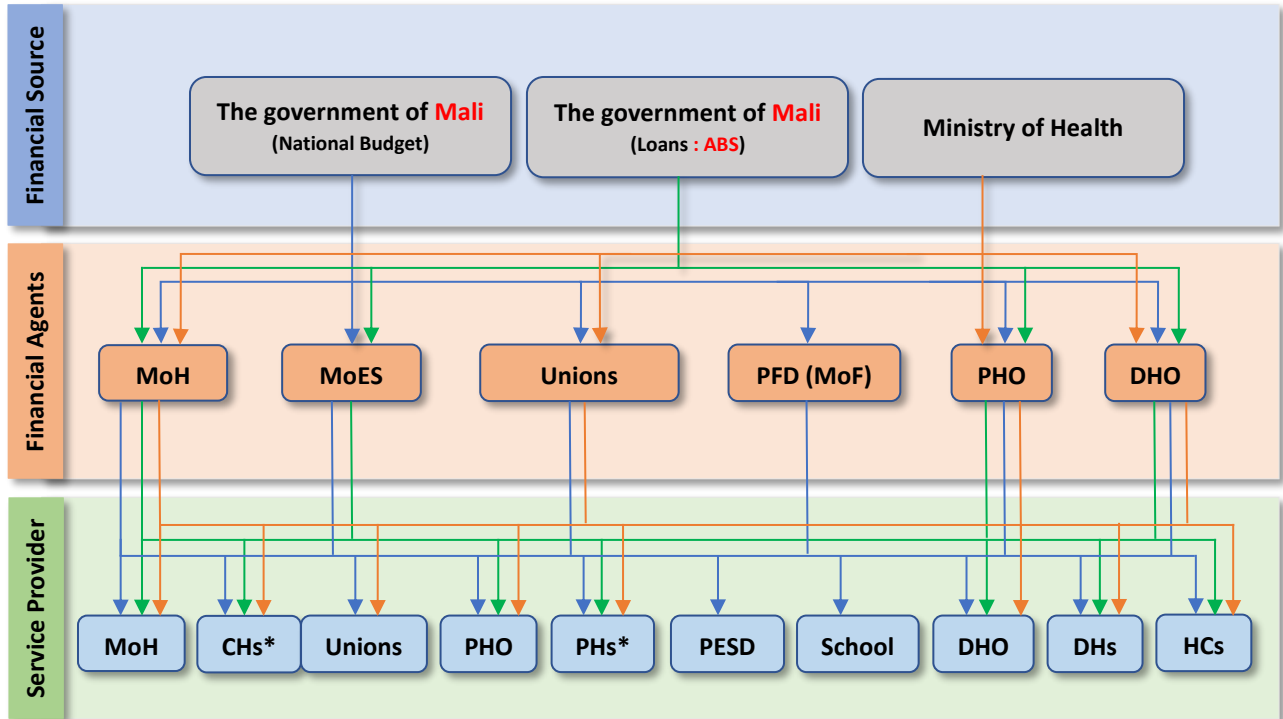 Financial Source
The government of Mali
(National Budget)
The government of Mali
(Loans : ABS)
Ministry of Health
Financial Agents
MoH
MoES
Unions
PFD (MoF)
PHO
DHO
Service Provider
MoH
CHs*
Unions
PHO
PHs*
PESD
School
DHO
DHs
HCs